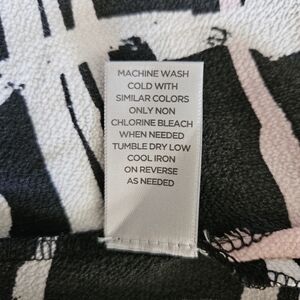 MACHINE WASH
COLD WITH
SIMILAR COLORS
ONLY NON
CHLORINE BLEACH
WHEN NEEDED
TUMBLE DRY LOW
COOL IRON
ON REVERSE
AS NEEDED